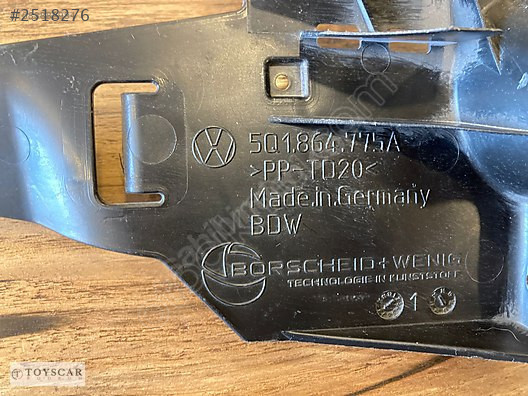 #2518276
5Q1.864.775A
>PP-TD20<
Made.in.Germany
BDW
BORSCHEID+WENIG
TECHNOLOGIE IN KUNSTSTOFF
1
TOYSCAR